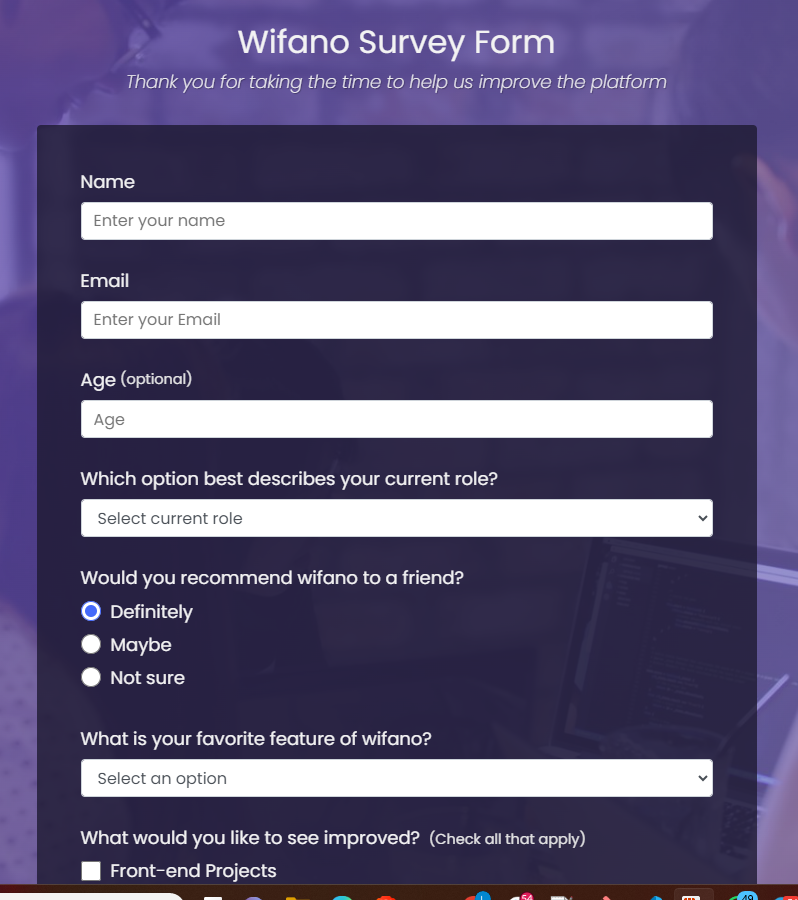 Wifano Survey Form
Thank you for taking the time to help us improve the platform
Name
Enter your name
Email
Enter your Email
Age (optional)
Age
Which option best describes your current role?
Select current role
Would you recommend wifano to a friend?
Definitely
Maybe
Not sure
What is your favorite feature of wifano?
Select an option
What would you like to see improved? (Check all that apply)
Front-end Projects
54
49